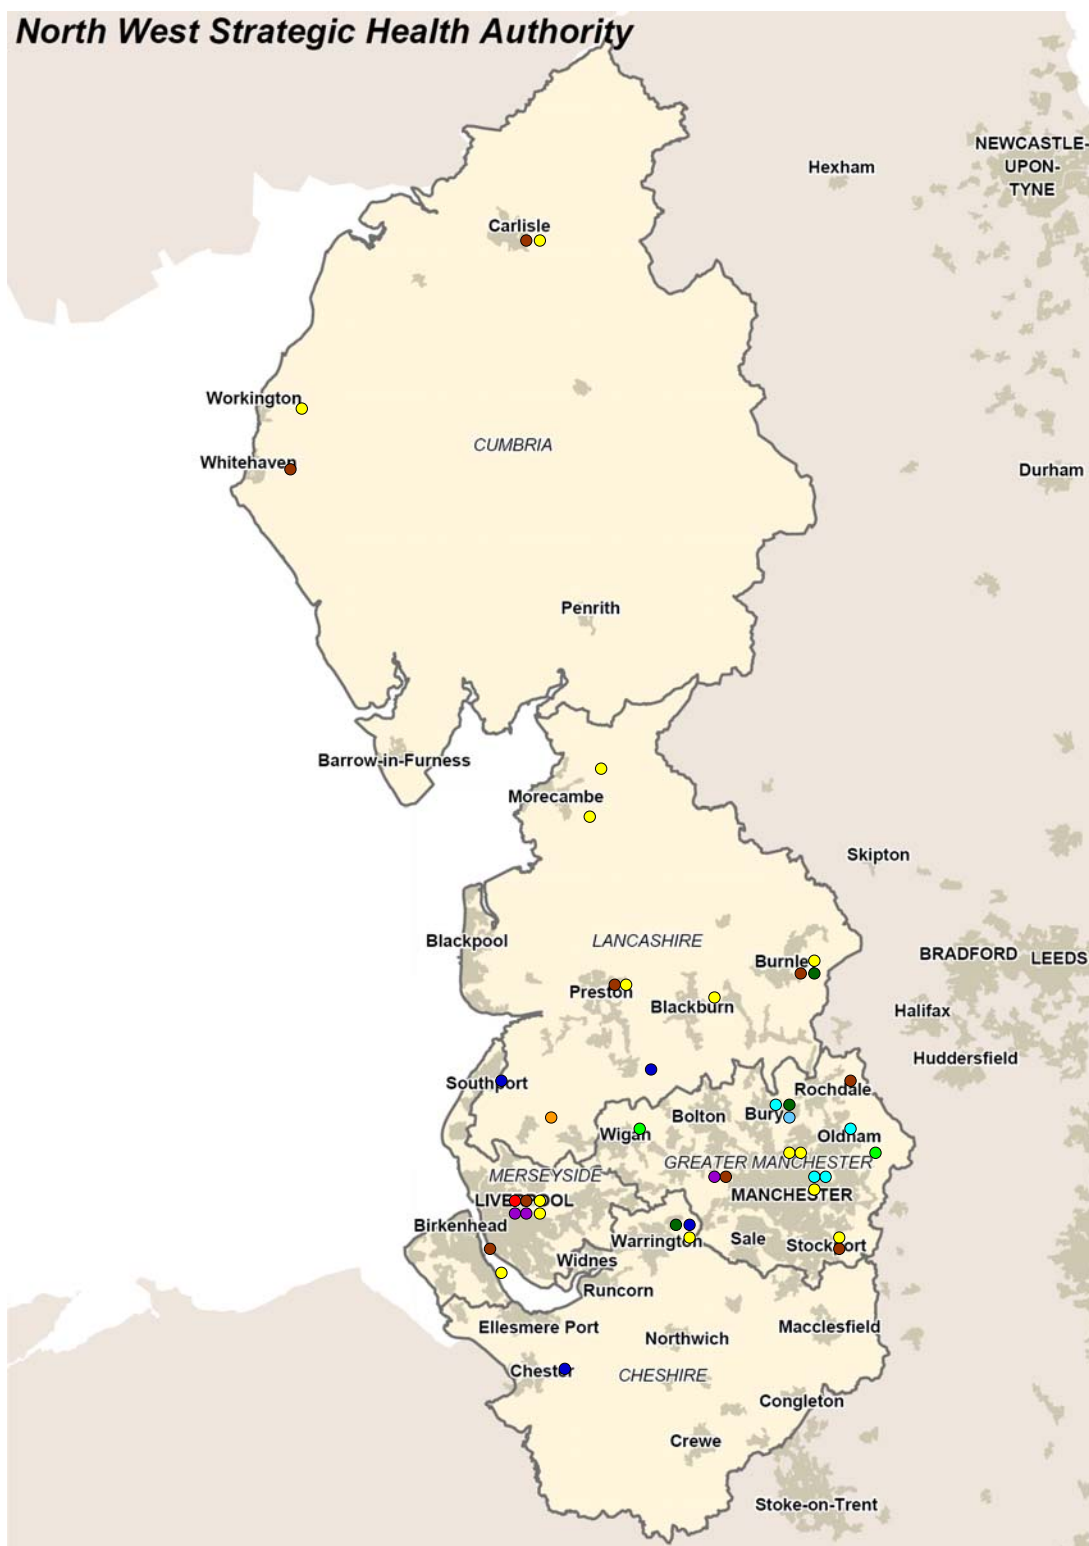 North West Strategic Health Authority
NEWCASTLE-
UPON-
TYNE
Hexham
Carlisle
Workington
CUMBRIA
Whitehaven
Durham
Penrith
Barrow-in-Furness
Morecambe
Skipton
Blackpool
LANCASHIRE
BRADFORD
LEEDS
Burnle
Preston
Blackburn
Halifax
Huddersfield
Southport
Rochdale
Bolton
Bury
Wigan
Oldham
GREATER MANCHESTER
MERSEYSIDE
MANCHESTER
LIVERPOOL
Birkenhead
Warrington
Sale
Stockport
Widnes
Runcorn
Ellesmere Port
Macclesfield
Northwich
Chester
CHESHIRE
Congleton
Crewe
Stoke-on-Trent